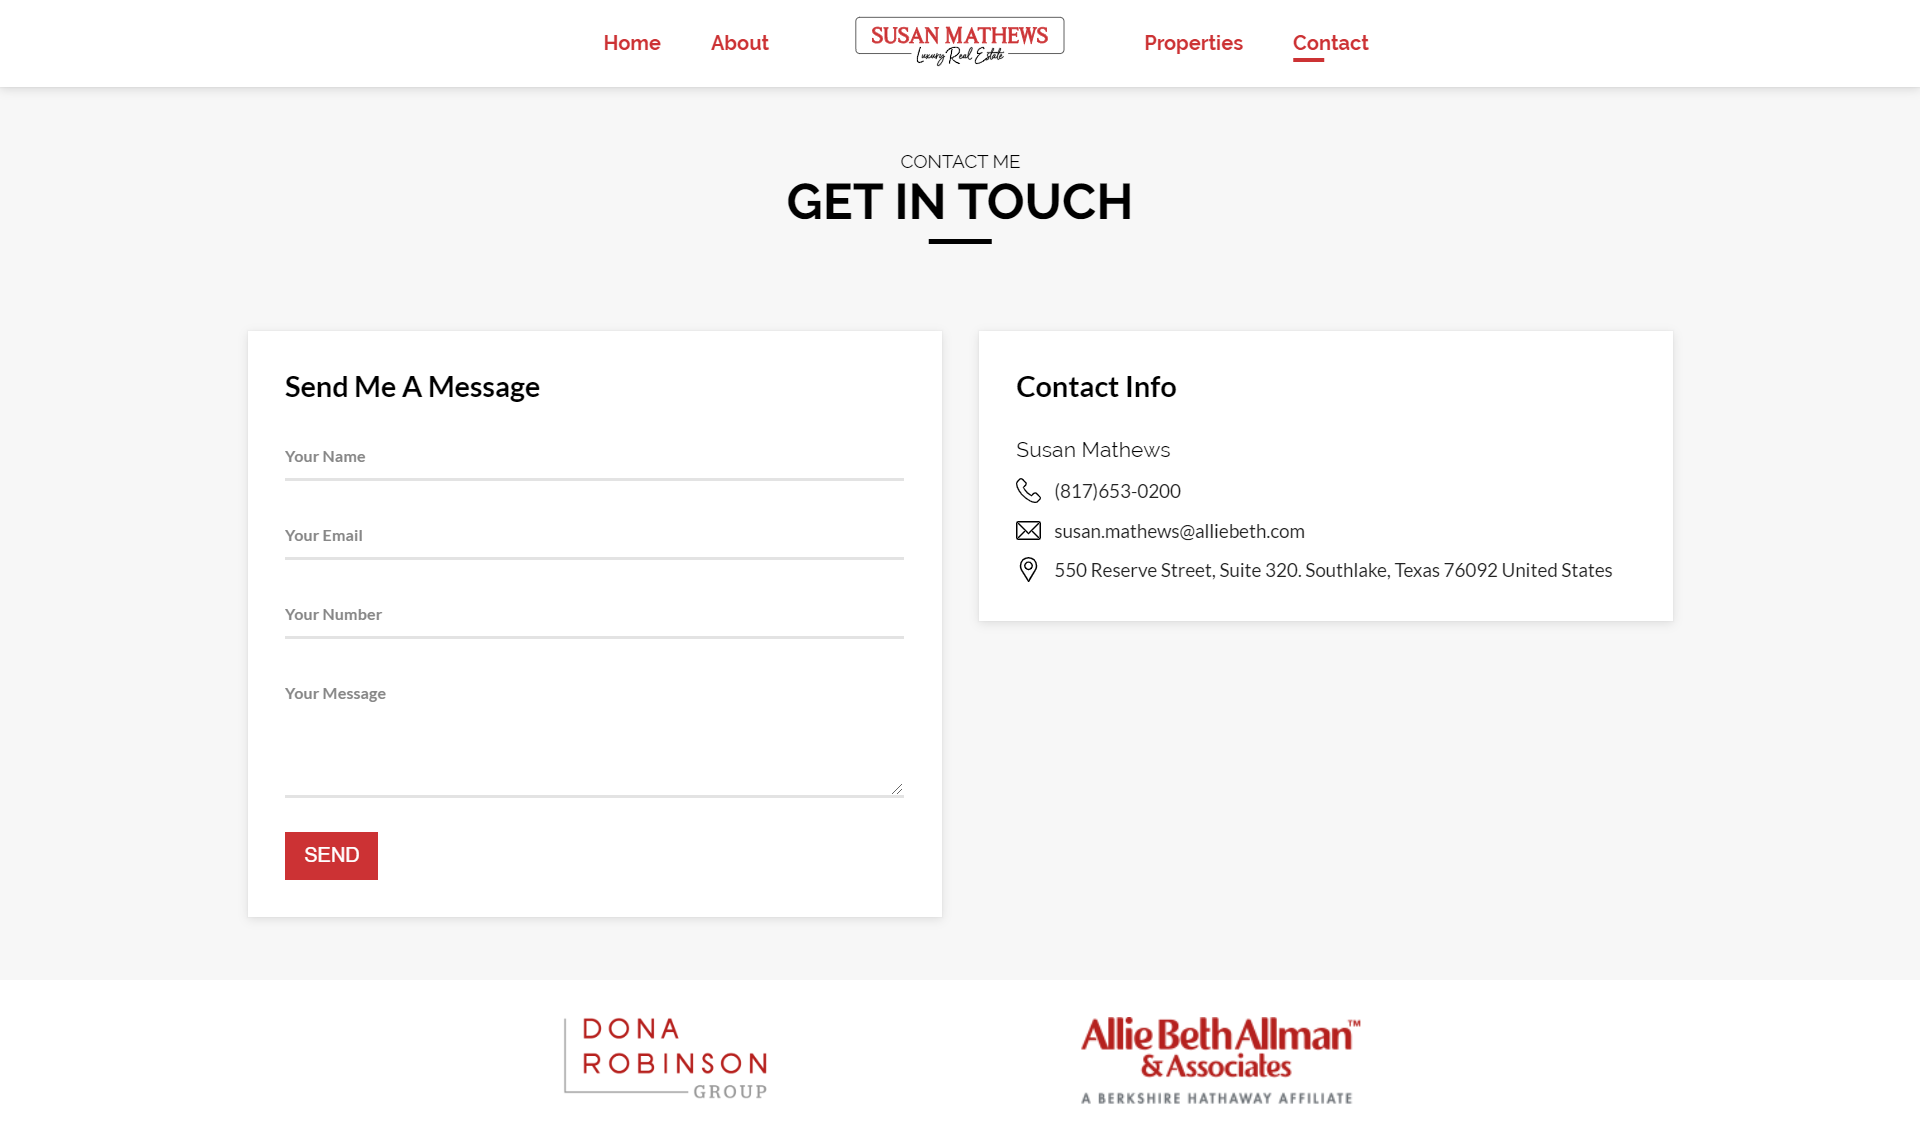 Home
About
SUSAN MATHEWS
Luxury Real Estate
Properties
Contact
CONTACT ME
GET IN TOUCH
Send Me A Message
Your Name
Your Email
Your Number
Your Message
SEND
Contact Info
Susan Mathews
(817)653-0200
susan.mathews@alliebeth.com
550 Reserve Street, Suite 320. Southlake, Texas 76092 United States
DONA
ROBINSON
GROUP
Allie Beth Allman™
& Associates
A BERKSHIRE HATHAWAY AFFILIATE